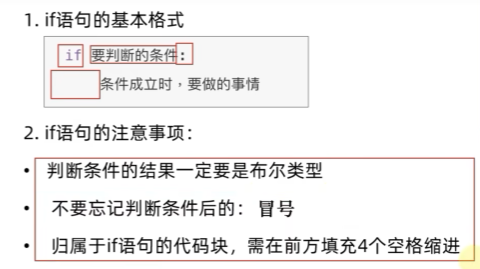 1. if语句的基本格式
if 要判断的条件:
条件成立时，要做的事情
2. if语句的注意事项：
• 判断条件的结果一定要是布尔类型
• 不要忘记判断条件后的： 冒号
• 归属于if语句的代码块，需在前方填充4个空格缩进